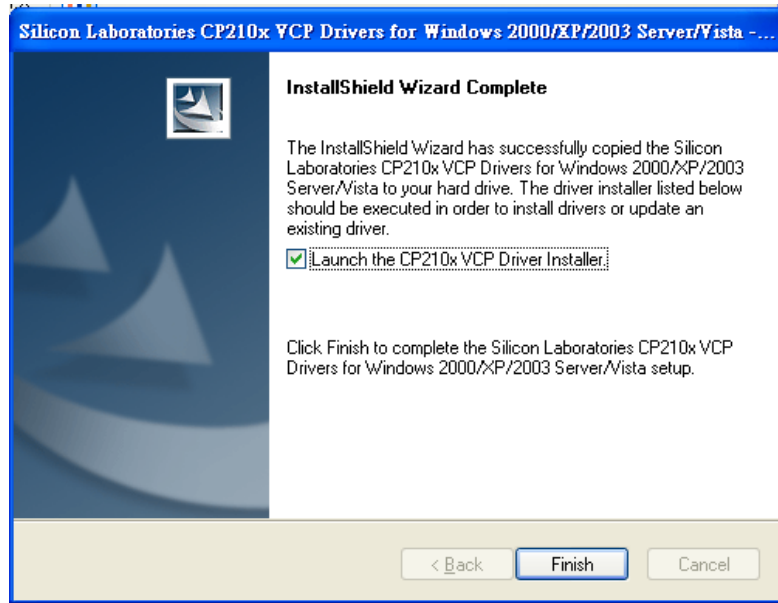 Silicon Laboratories CP210x VCP Drivers for Windows 2000/XP/2003 Server/Vista -...
InstallShield Wizard Complete
The InstallShield Wizard has successfully copied the Silicon
Laboratories CP210x VCP Drivers for Windows 2000/XP/2003
Server/Vista to your hard drive. The driver installer listed below
should be executed in order to install drivers or update an
existing driver.
Launch the CP210x VCP Driver Installer.
Click Finish to complete the Silicon Laboratories CP210x VCP
Drivers for Windows 2000/XP/2003 Server/Vista setup.
< Back
Finish
Cancel